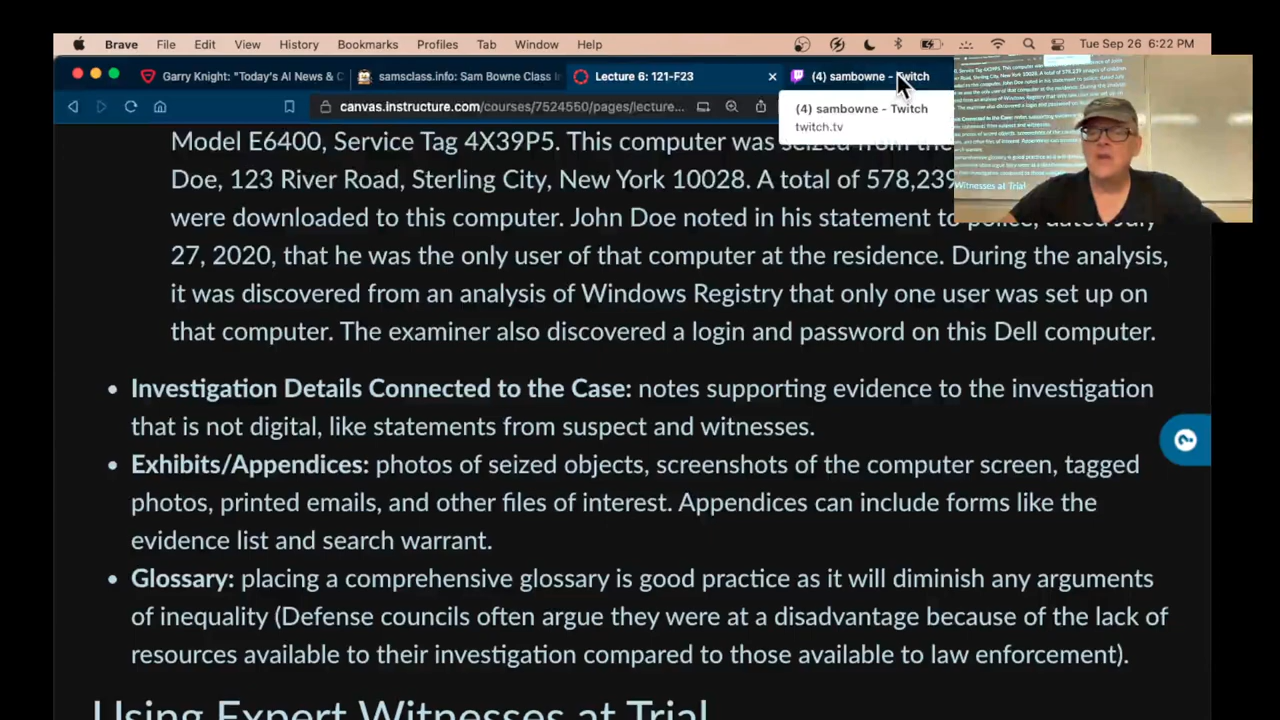 Brave File Edit View History Bookmarks Profiles Tab Window Help Tue Sep 26 6:22 PM
Garry Knight: "Today's AI News & C samsclass.info: Sam Bowne Class I Lecture 6: 121-F23 (4) sambowne - Twitch
canvas.instructure.com/courses/7524550/pages/lecture...
(4) sambowne - Twitch
twitch.tv
Model E6400, Service Tag 4X39P5. This computer was seized from the
Doe, 123 River Road, Sterling City, New York 10028. A total of 578,239
were downloaded to this computer. John Doe noted in his statement to police, dated July
27, 2020, that he was the only user of that computer at the residence. During the analysis,
it was discovered from an analysis of Windows Registry that only one user was set up on
that computer. The examiner also discovered a login and password on this Dell computer.
• Investigation Details Connected to the Case: notes supporting evidence to the investigation
that is not digital, like statements from suspect and witnesses.
• Exhibits/Appendices: photos of seized objects, screenshots of the computer screen, tagged
photos, printed emails, and other files of interest. Appendices can include forms like the
evidence list and search warrant.
• Glossary: placing a comprehensive glossary is good practice as it will diminish any arguments
of inequality (Defense councils often argue they were at a disadvantage because of the lack of
resources available to their investigation compared to those available to law enforcement).
Using Expert Witnesses at Trial